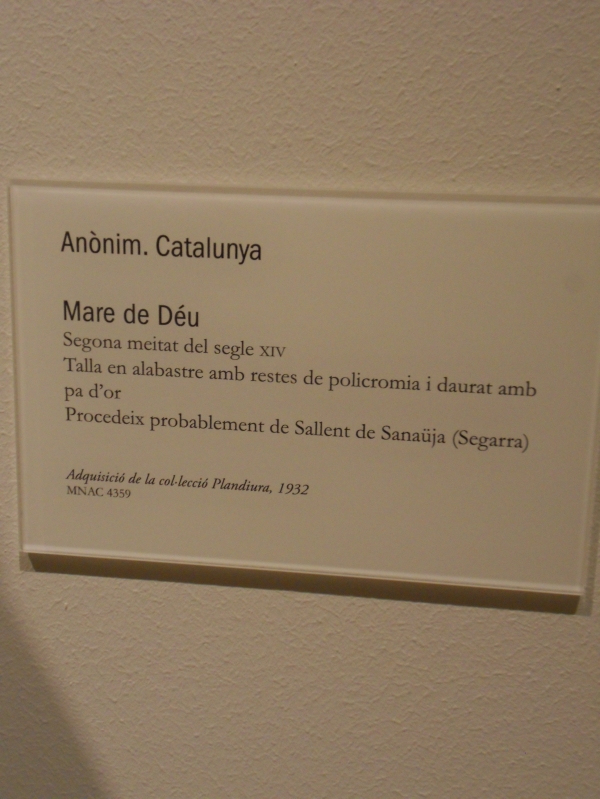 Anònim. Catalunya
Mare de Déu
Segona meitat del segle XIV
Talla en alabastre amb restes de policromia i daurat amb
pa d'or
Procedeix probablement de Sallent de Sanaüja (Segarra)
Adquisició de la col·lecció Plandiura, 1932
MNAC 4359